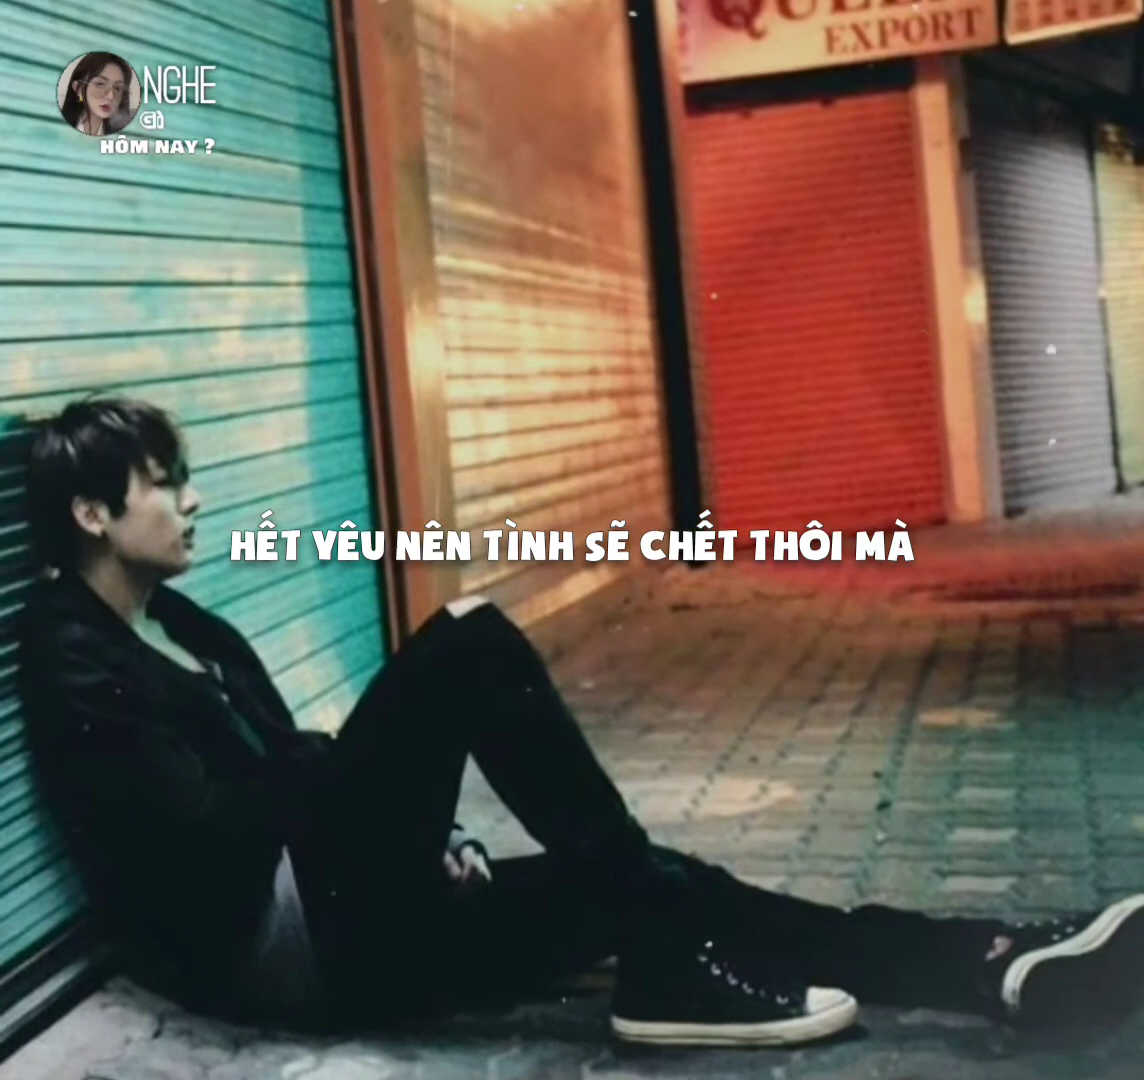 NGHE
Gì
HÔM NAY ?
EXPORT
HẾT YÊU NÊN TÌNH SẼ CHẾT THÔI MÀ